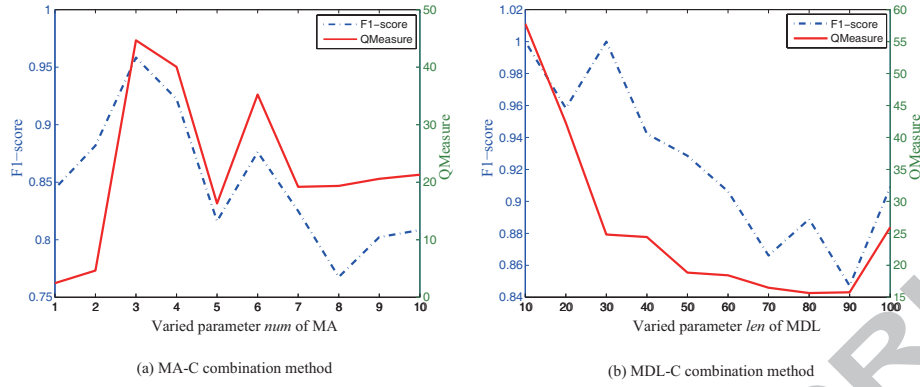 1
0.95
0.9
0.85
0.8
0.75
F1-score
50
40
30
20
10
0
QMeasure
F1-score
QMeasure
1 2 3 4 5 6 7 8 9 10
Varied parameter num of MA
(a) MA-C combination method
1.02
1
0.98
0.96
0.94
0.92
0.9
0.88
0.86
0.84
F1-score
60
55
50
45
40
35
30
25
20
15
QMeasure
F1-score
QMeasure
10 20 30 40 50 60 70 80 90 100
Varied parameter len of MDL
(b) MDL-C combination method